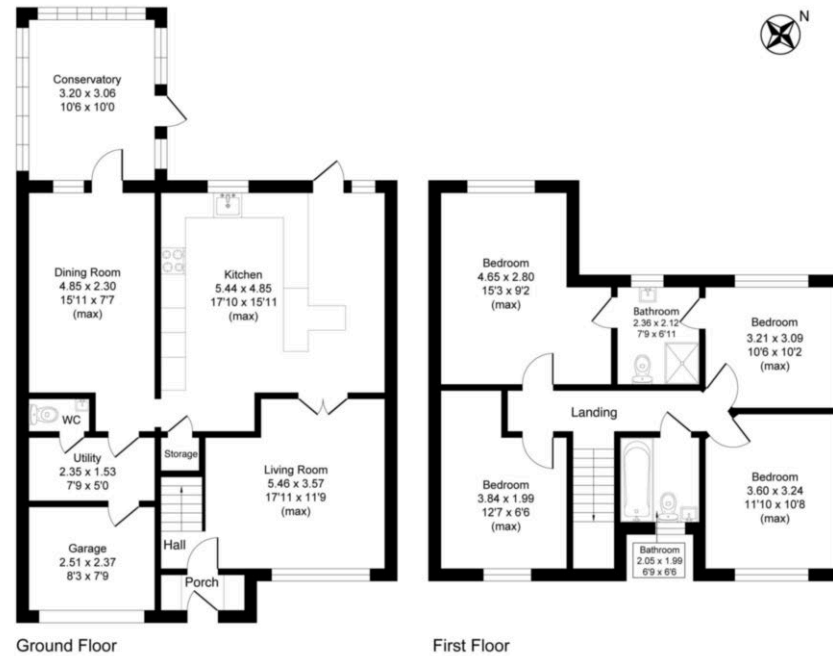 N
Conservatory
3.20 x 3.06
10'6 x 10'0
Dining Room
4.85 x 2.30
15'11 x 7'7
(max)
Kitchen
5.44 x 4.85
17'10 x 15'11
(max)
WC
Utility
2.35 x 1.53
7'9 x 5'0
Storage
Living Room
5.46 x 3.57
17'11 x 11'9
(max)
Garage
2.51 x 2.37
8'3 x 7'9
Hall
Porch
Ground Floor
Bedroom
4.65 x 2.80
15'3 x 9'2
(max)
Bathroom
2.36 x 2.12
7'9 x 6'11
Bedroom
3.21 x 3.09
10'6 x 10'2
(max)
Landing
Bedroom
3.84 x 1.99
12'7 x 6'6
(max)
Bedroom
3.60 x 3.24
11'10 x 10'8
(max)
Bathroom
2.05 x 1.99
6'9 x 6'6
First Floor